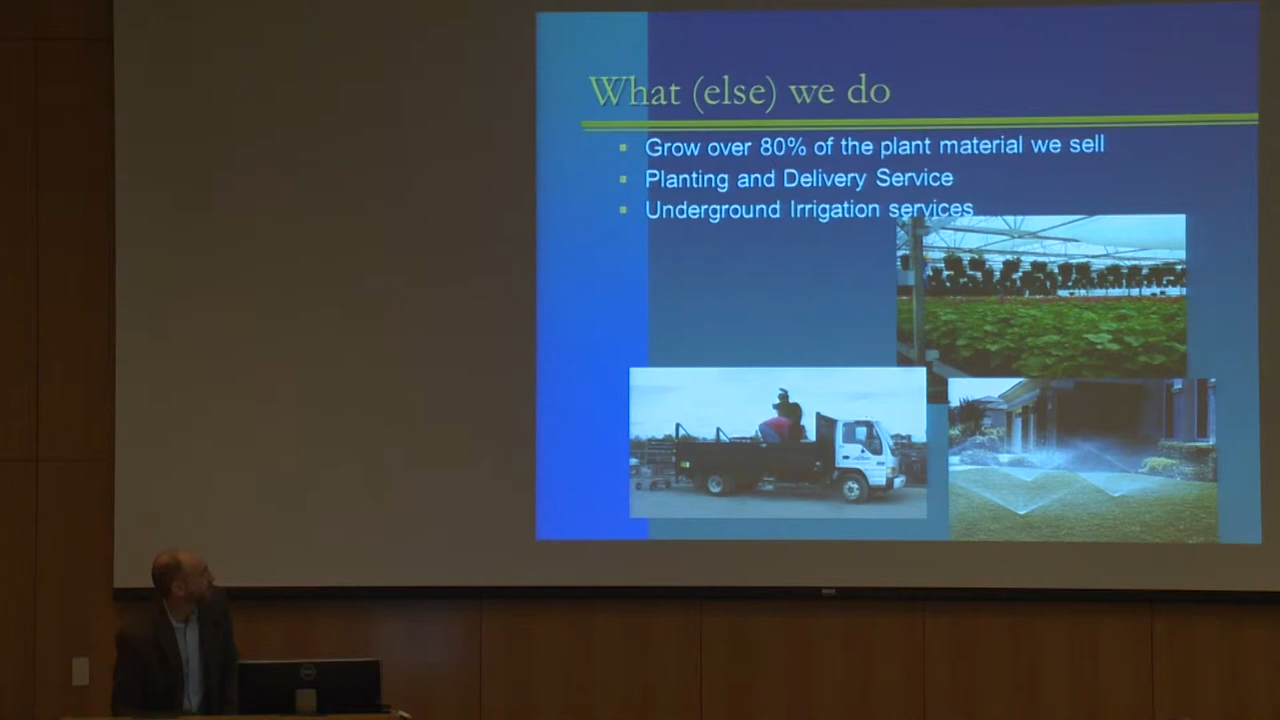 What (else) we do
Grow over 80% of the plant material we sell
Planting and Delivery Service
Underground Irrigation services
DELL